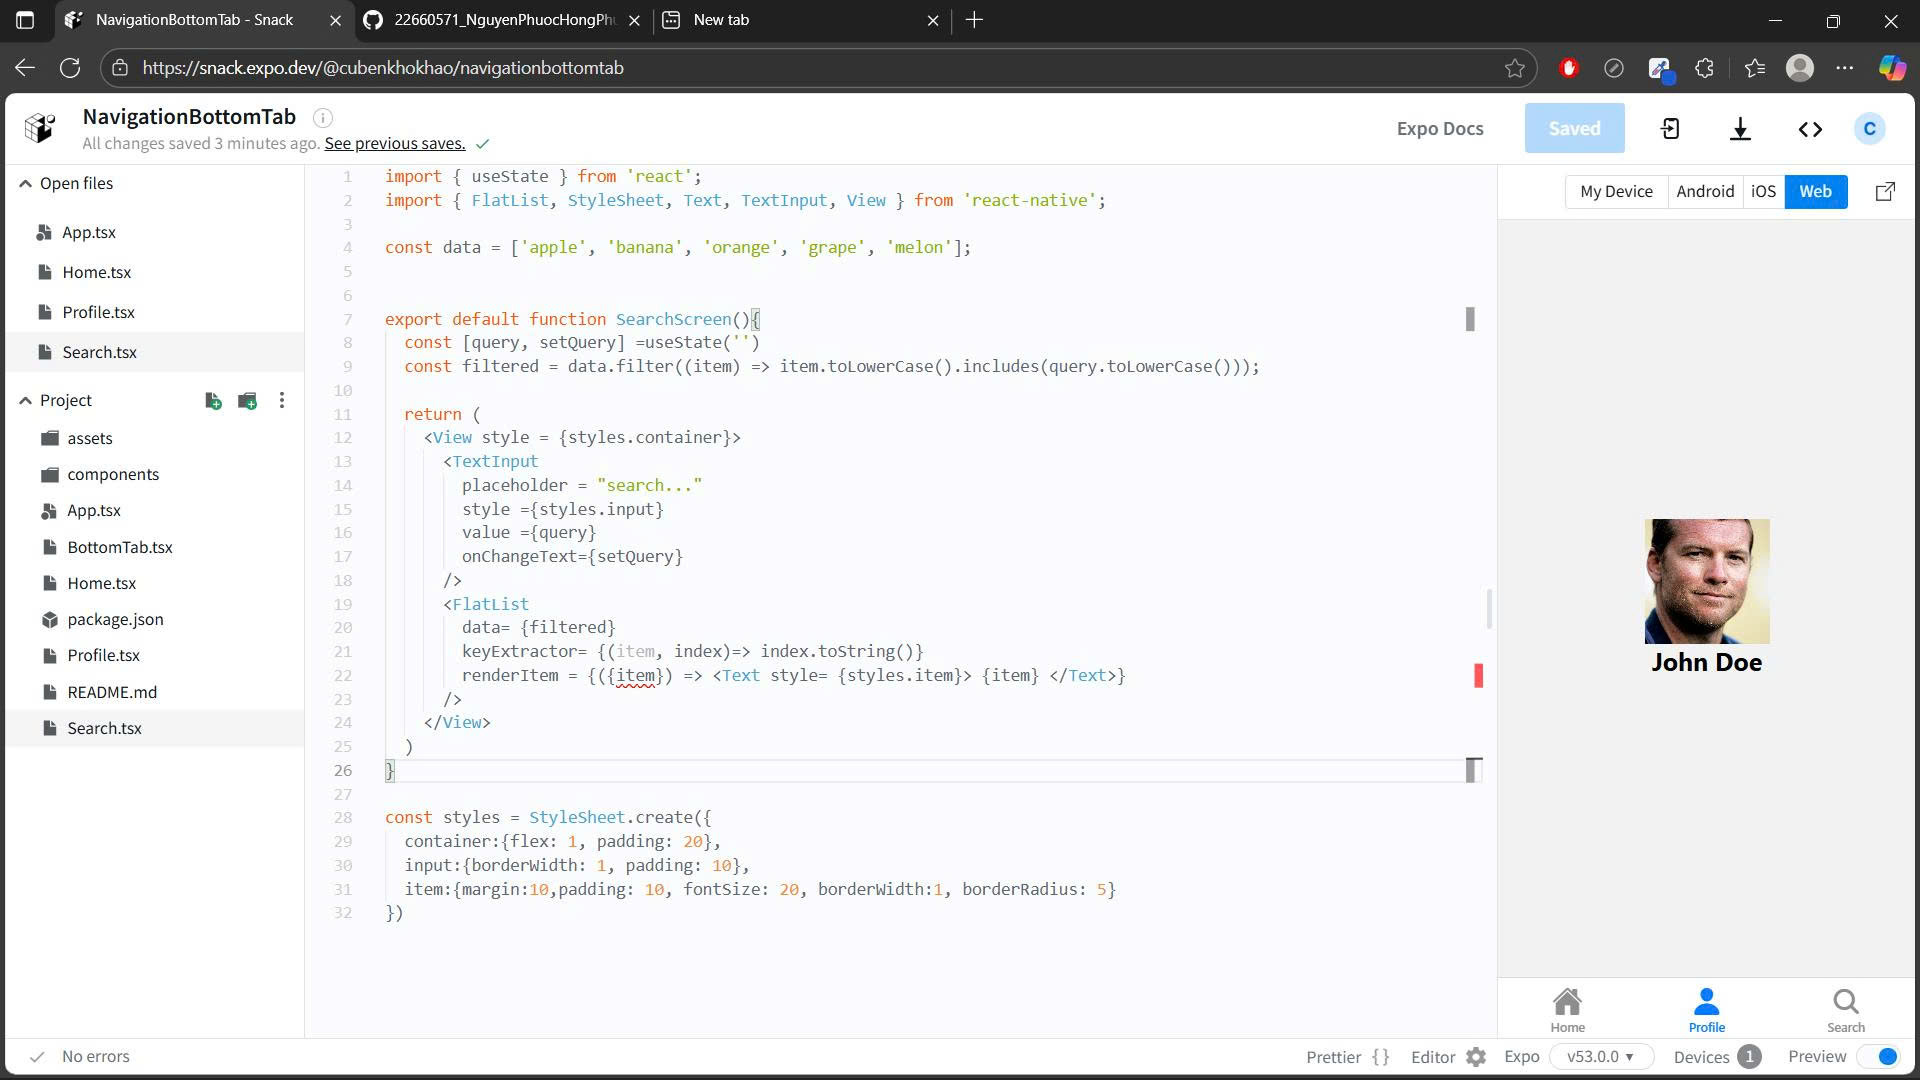 NavigationBottomTab - Snack
22660571_NguyenPhuocHongPh
New tab
https://snack.expo.dev/@cubenkhokhao/navigationbottomtab
NavigationBottomTab
All changes saved 3 minutes ago. See previous saves.
Expo Docs
Saved
C
Open files
App.tsx
Home.tsx
Profile.tsx
Search.tsx
Project
assets
components
App.tsx
BottomTab.tsx
Home.tsx
package.json
Profile.tsx
README.md
Search.tsx
1 import { useState } from 'react';
2 import { FlatList, StyleSheet, Text, TextInput, View } from 'react-native';
3
4 const data = ['apple', 'banana', 'orange', 'grape', 'melon'];
5
6
7 export default function SearchScreen(){
8 const [query, setQuery] =useState('')
9 const filtered = data.filter((item) => item.toLowerCase().includes(query.toLowerCase()));
10
11 return (
12 <View style = {styles.container}>
13 <TextInput
14 placeholder = "search..."
15 style ={styles.input}
16 value ={query}
17 onChangeText={setQuery}
18 />
19 <FlatList
20 data= {filtered}
21 keyExtractor= {(item, index)=> index.toString()}
22 renderItem = {({item}) => <Text style= {styles.item}> {item} </Text>}
23 />
24 </View>
25 )
26 }
27
28 const styles = StyleSheet.create({
29 container:{flex: 1, padding: 20},
30 input:{borderWidth: 1, padding: 10},
31 item:{margin:10,padding: 10, fontSize: 20, borderWidth:1, borderRadius: 5}
32 })
My Device
Android
iOS
Web
John Doe
Home
Profile
Search
No errors
Prettier {}
Editor
Expo
v53.0.0
Devices 1
Preview